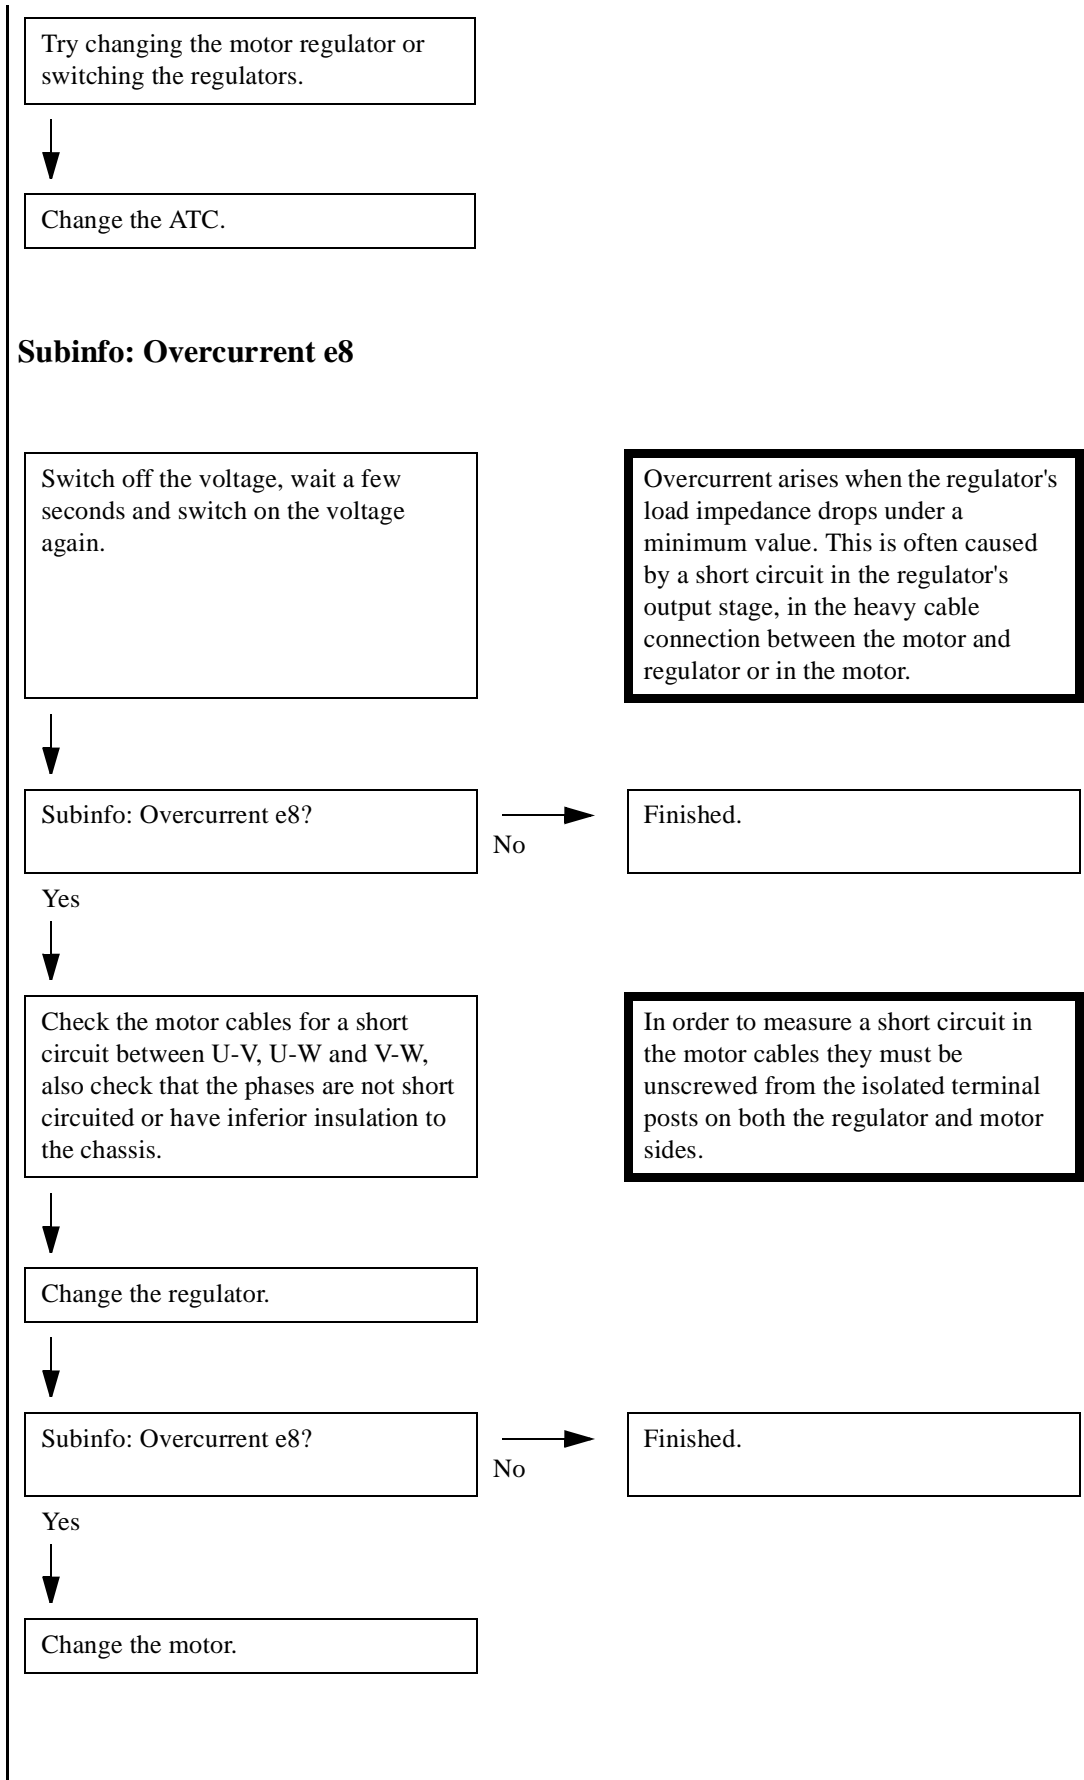 Try changing the motor regulator or
switching the regulators.
Change the ATC.
Subinfo: Overcurrent e8
Switch off the voltage, wait a few
seconds and switch on the voltage
again.
Overcurrent arises when the regulator's
load impedance drops under a
minimum value. This is often caused
by a short circuit in the regulator's
output stage, in the heavy cable
connection between the motor and
regulator or in the motor.
Subinfo: Overcurrent e8?
No
Finished.
Yes
Check the motor cables for a short
circuit between U-V, U-W and V-W,
also check that the phases are not short
circuited or have inferior insulation to
the chassis.
In order to measure a short circuit in
the motor cables they must be
unscrewed from the isolated terminal
posts on both the regulator and motor
sides.
Change the regulator.
Subinfo: Overcurrent e8?
No
Finished.
Yes
Change the motor.